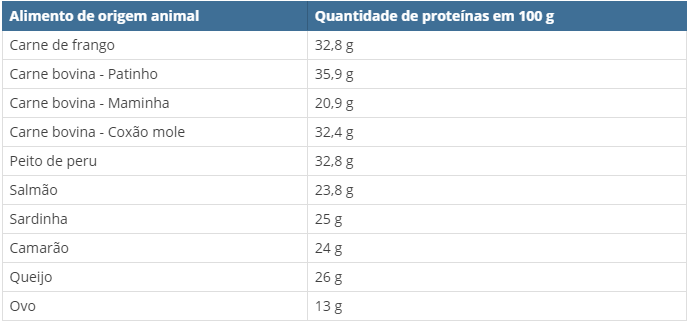 Alimento de origem animal Quantidade de proteínas em 100 g
Carne de frango 32,8 g
Carne bovina - Patinho 35,9 g
Carne bovina - Maminha 20,9 g
Carne bovina - Coxão mole 32,4 g
Peito de peru 32,8 g
Salmão 23,8 g
Sardinha 25 g
Camarão 24 g
Queijo 26 g
Ovo 13 g